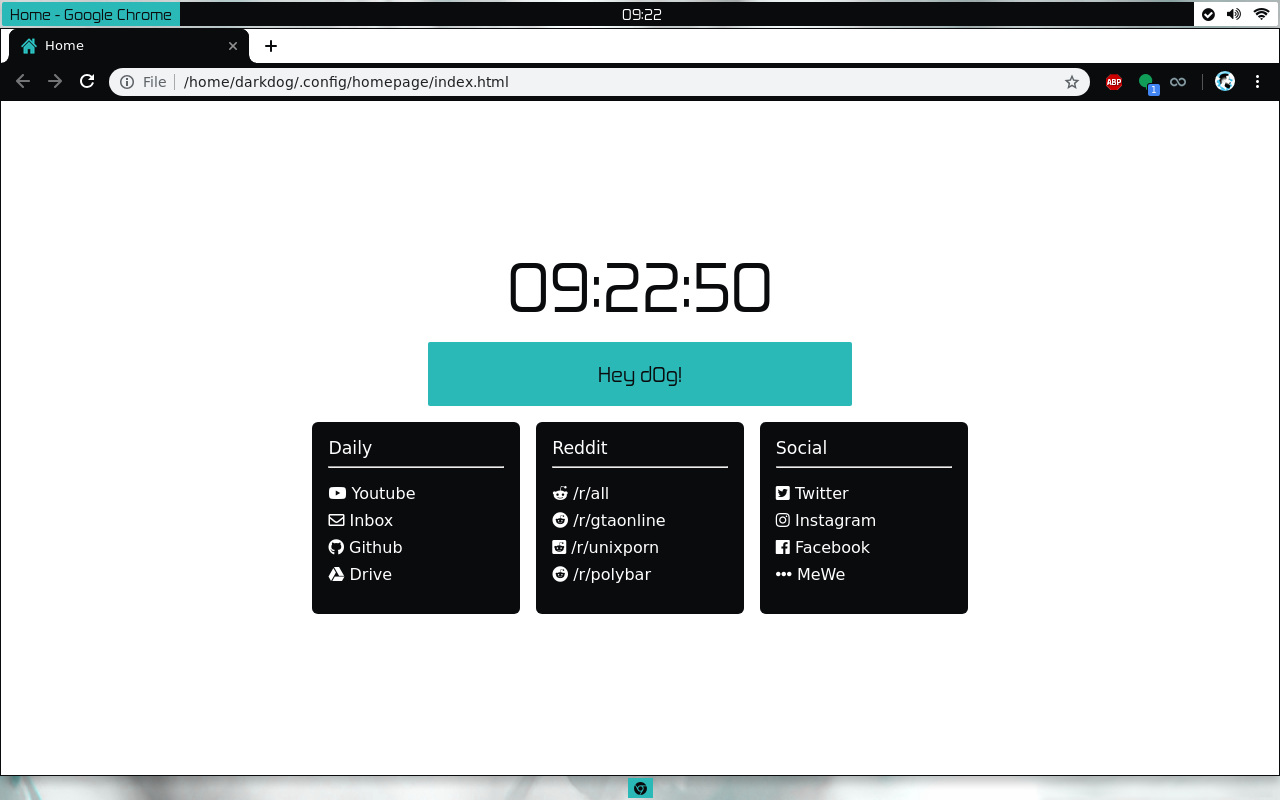 Home - Google Chrome
09:22
Home
File
/home/darkdog/.config/homepage/index.html
ABP
1
09:22:50
Hey d0g!
Daily
Youtube
Inbox
Github
Drive
Reddit
/r/all
/r/gtaonline
/r/unixporn
/r/polybar
Social
Twitter
Instagram
Facebook
MeWe